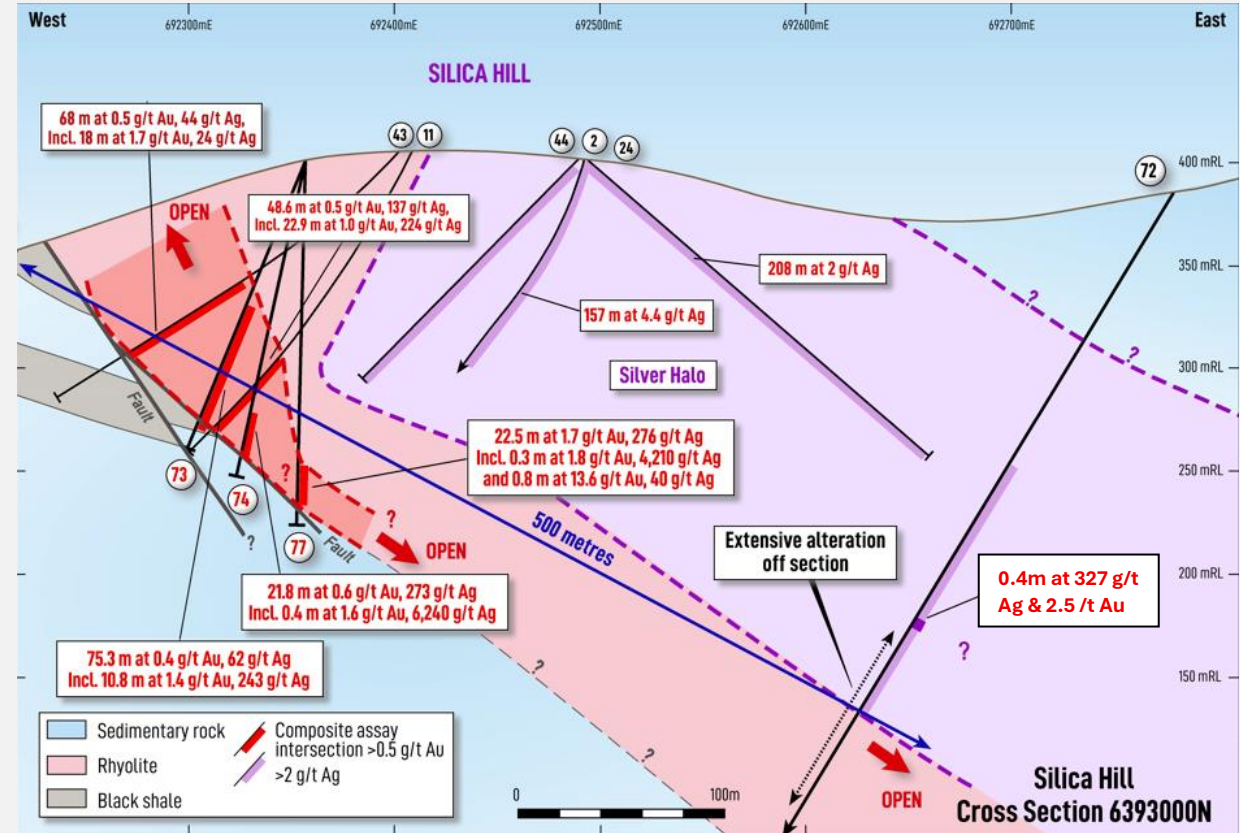 West
692300mE
692400mE
692500mE
692600mE
692700mE
East
SILICA HILL
68 m at 0.5 g/t Au, 44 g/t Ag,
Incl. 18 m at 1.7 g/t Au, 24 g/t Ag
43
11
44
2
24
72
400 mRL
OPEN
48.6 m at 0.5 g/t Au, 137 g/t Ag,
Incl. 22.9 m at 1.0 g/t Au, 224 g/t Ag
208 m at 2 g/t Ag
350 mRL
?
157 m at 4.4 g/t Ag
?
Silver Halo
300 mRL
Fault
22.5 m at 1.7 g/t Au, 276 g/t Ag
Incl. 0.3 m at 1.8 g/t Au, 4,210 g/t Ag
and 0.8 m at 13.6 g/t Au, 40 g/t Ag
250 mRL
73
74
?
?
77
?
Fault
OPEN
500 metres
Extensive alteration
off section
200 mRL
0.4m at 327 g/t
Ag & 2.5 /t Au
21.8 m at 0.6 g/t Au, 273 g/t Ag
Incl. 0.4 m at 1.6 g/t Au, 6,240 g/t Ag
75.3 m at 0.4 g/t Au, 62 g/t Ag
Incl. 10.8 m at 1.4 g/t Au, 243 g/t Ag
?
?
150 mRL
?
OPEN
Sedimentary rock
Rhyolite
Black shale
Composite assay
intersection >0.5 g/t Au
>2 g/t Ag
0
100m
Silica Hill
Cross Section 6393000N